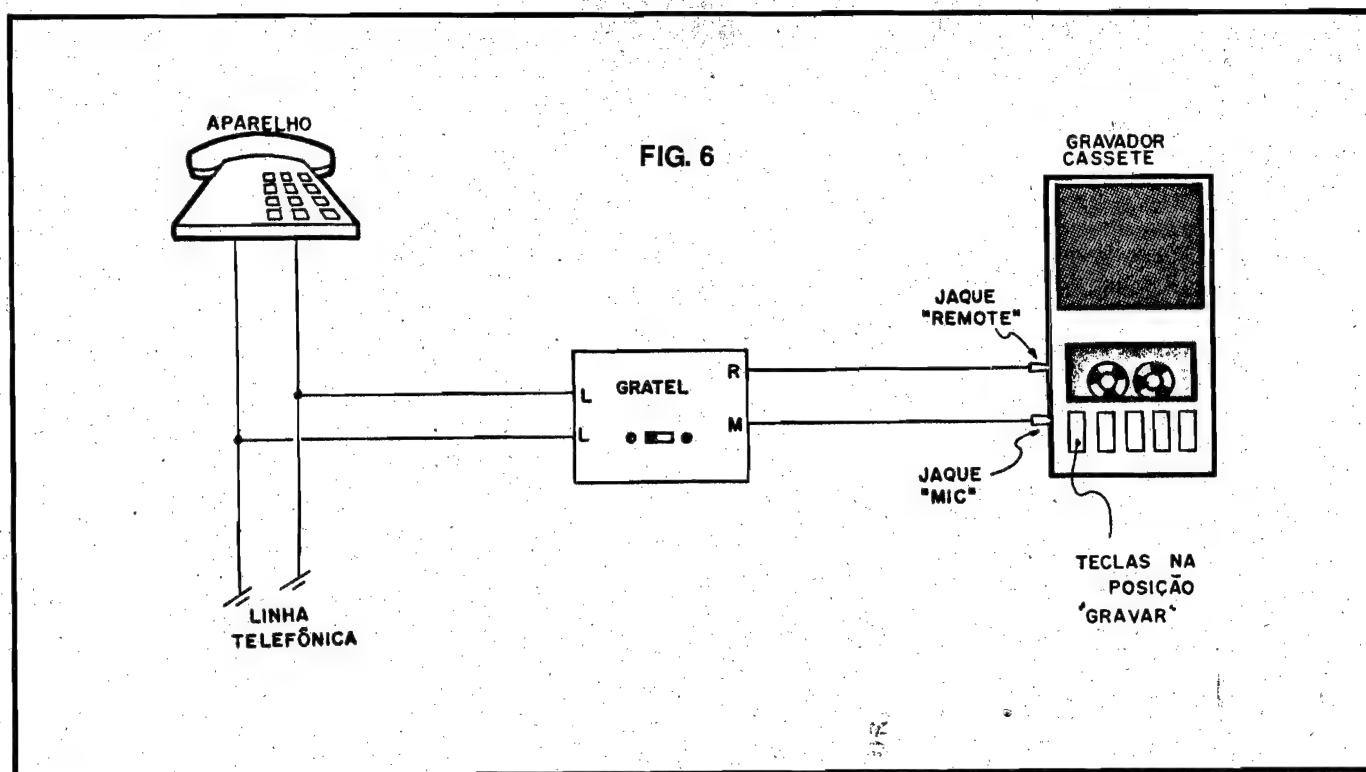 APARELHO
FIG. 6
GRAVADOR
CASSETE
JAQUE
"REMOTE"
L
GRATEL
R
L
M
JAQUE
"MIC"
TECLAS NA
POSIÇÃO
"GRAVAR"
LINHA
TELEFÔNICA